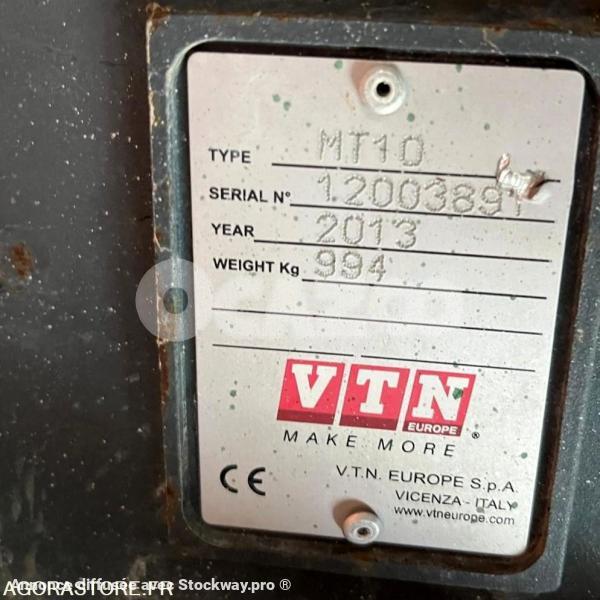 TYPE MT10
SERIAL N° 12003891
YEAR 2013
WEIGHT Kg 994
VTN
EUROPE
®
MAKE MORE
CE
V.T.N. EUROPE S.p.A.
VICENZA - ITALY
www.vtneurope.com
Annonce diffusée avec Stockway.pro ®
AGORASTORE.FR